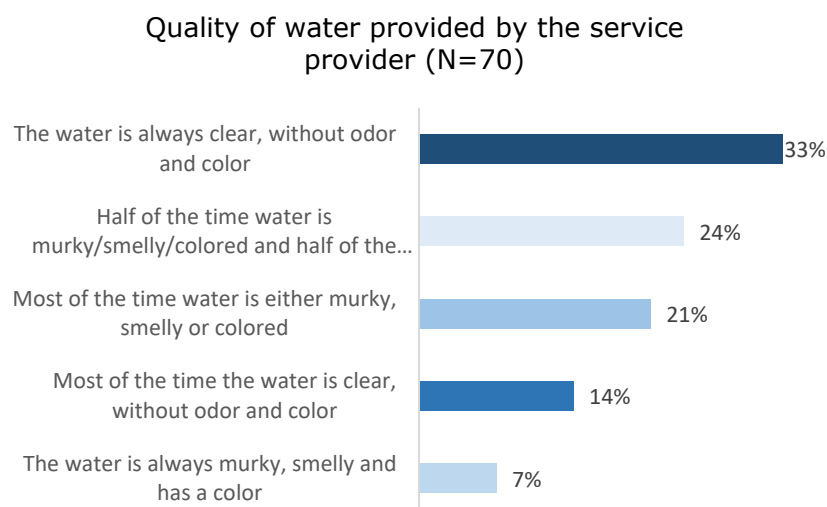 Quality of water provided by the service
provider (N=70)
The water is always clear, without odor
and color
33%
Half of the time water is
murky/smelly/colored and half of the...
24%
Most of the time water is either murky,
smelly or colored
21%
Most of the time the water is clear,
without odor and color
14%
The water is always murky, smelly and
has a color
7%